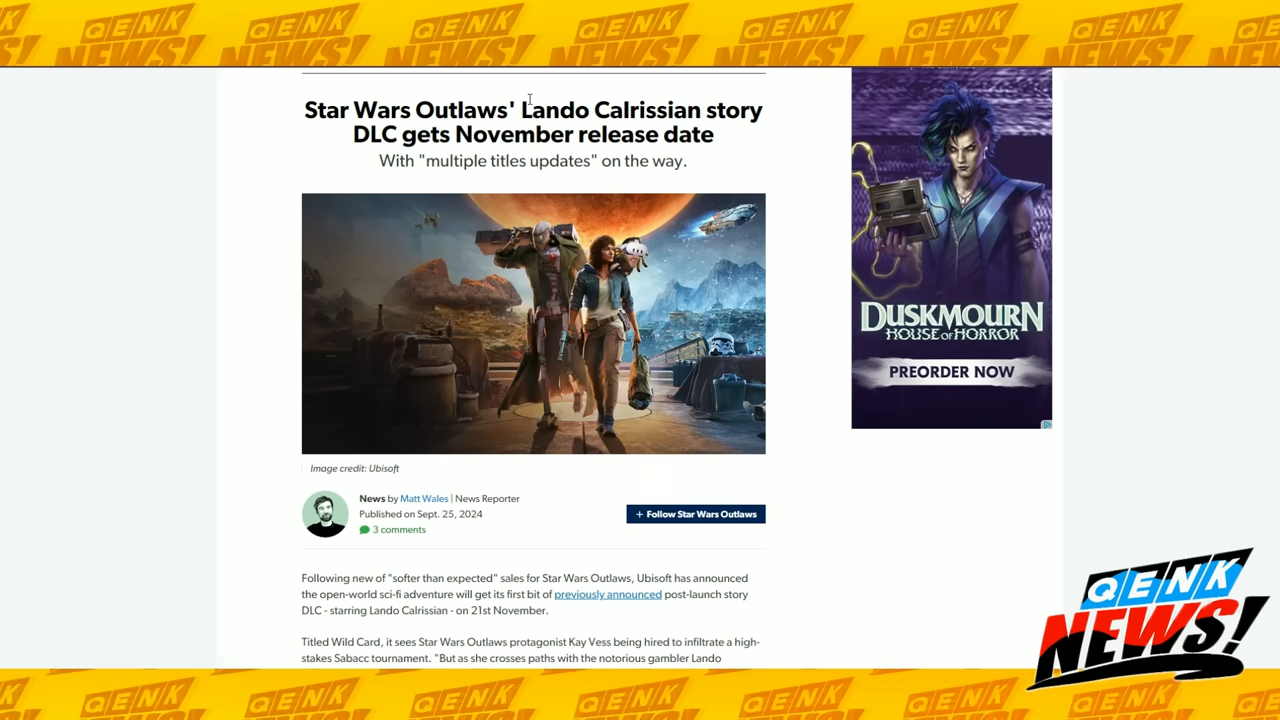 QENK NEWS!
Star Wars Outlaws' Lando Calrissian story
DLC gets November release date
With "multiple titles updates" on the way.
DUSKMOURN
HOUSE OF HORROR
PREORDER NOW
Image credit: Ubisoft
News by Matt Wales | News Reporter
Published on Sept. 25, 2024
3 comments
+ Follow Star Wars Outlaws
Following new of "softer than expected" sales for Star Wars Outlaws, Ubisoft has announced
the open-world sci-fi adventure will get its first bit of previously announced post-launch story
DLC - starring Lando Calrissian - on 21st November.
Titled Wild Card, it sees Star Wars Outlaws protagonist Kay Vess being hired to infiltrate a high-
stakes Sabacc tournament. "But as she crosses paths with the notorious gambler Lando
QENK
NEWS!